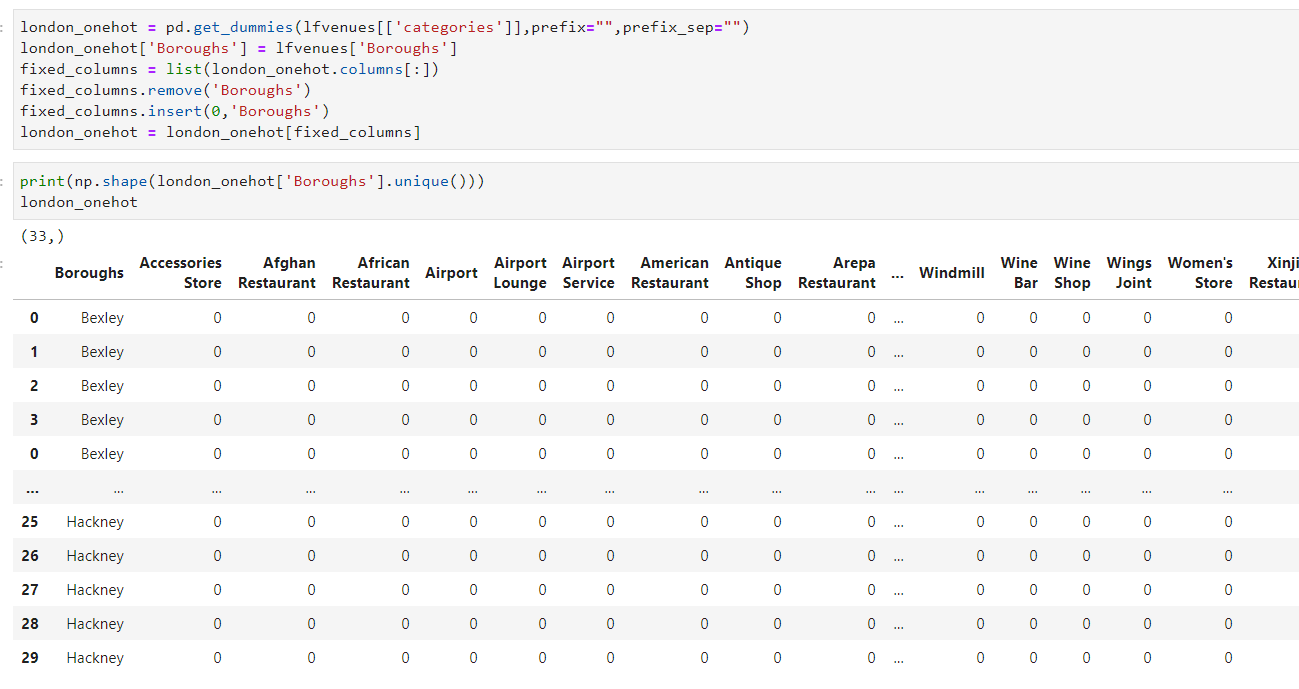 london_onehot = pd.get_dummies(lfvenues[['categories']],prefix="",prefix_sep="")
london_onehot['Boroughs'] = lfvenues['Boroughs']
fixed_columns = list(london_onehot.columns[:])
fixed_columns.remove('Boroughs')
fixed_columns.insert(0,'Boroughs')
london_onehot = london_onehot[fixed_columns]
print(np.shape(london_onehot['Boroughs'].unique()))
london_onehot
(33,)
Boroughs Accessories Store Afghan Restaurant African Restaurant Airport Airport Lounge Airport Service American Restaurant Antique Shop Arepa Restaurant ... Windmill Wine Bar Wine Shop Wings Joint Women's Store Xinji Restau
0 Bexley 0 0 0 0 0 0 0 0 0 ... 0 0 0 0 0
1 Bexley 0 0 0 0 0 0 0 0 0 ... 0 0 0 0 0
2 Bexley 0 0 0 0 0 0 0 0 0 ... 0 0 0 0 0
3 Bexley 0 0 0 0 0 0 0 0 0 ... 0 0 0 0 0
0 Bexley 0 0 0 0 0 0 0 0 0 ... 0 0 0 0 0
... ... ... ... ... ... ... ... ... ... ... ... ... ... ... ... ...
25 Hackney 0 0 0 0 0 0 0 0 0 ... 0 0 0 0 0
26 Hackney 0 0 0 0 0 0 0 0 0 ... 0 0 0 0 0
27 Hackney 0 0 0 0 0 0 0 0 0 ... 0 0 0 0 0
28 Hackney 0 0 0 0 0 0 0 0 0 ... 0 0 0 0 0
29 Hackney 0 0 0 0 0 0 0 0 0 ... 0 0 0 0 0